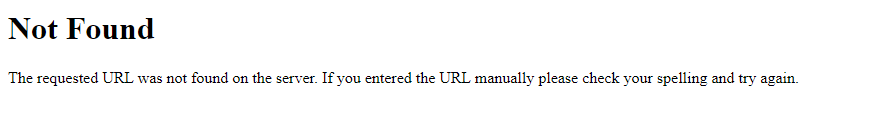 Not Found
The requested URL was not found on the server. If you entered the URL manually please check your spelling and try again.